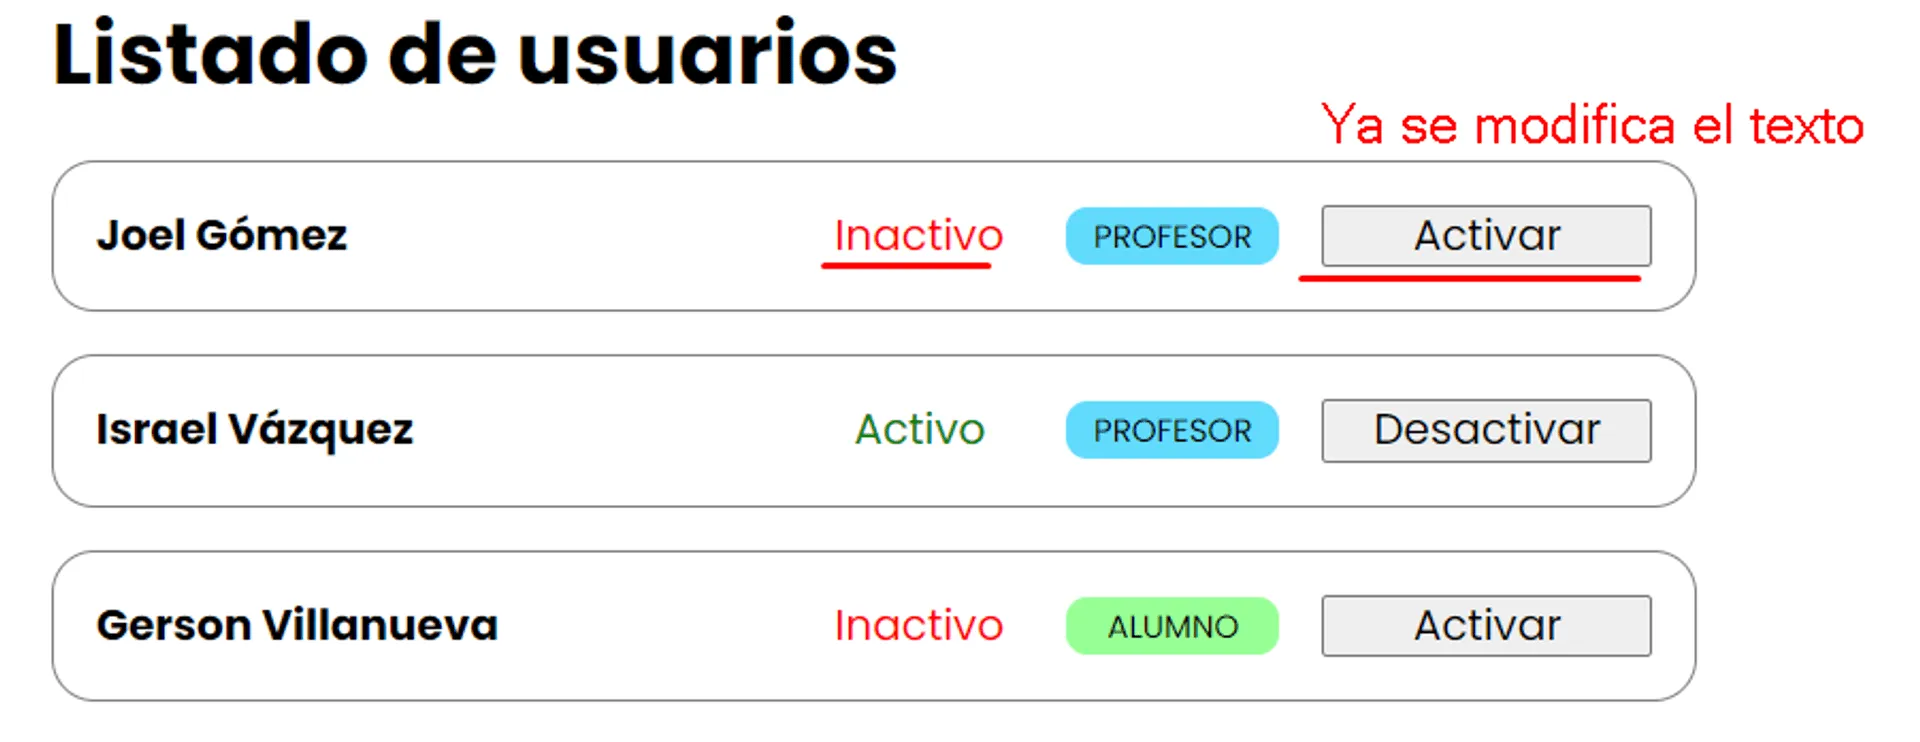 Listado de usuarios
Ya se modifica el texto
Joel Gómez Inactivo PROFESOR Activar
Israel Vázquez Activo PROFESOR Desactivar
Gerson Villanueva Inactivo ALUMNO Activar